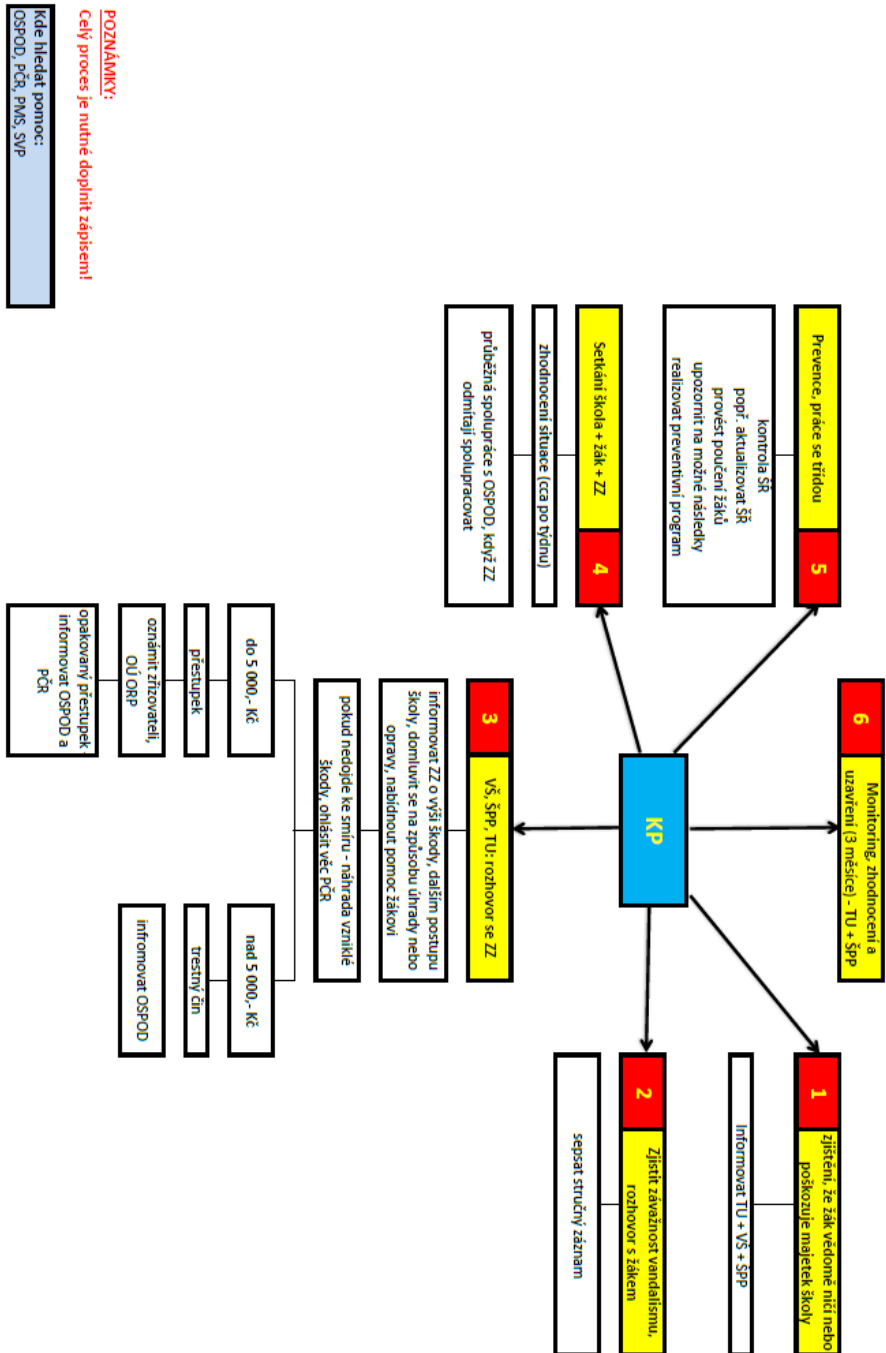 6
Monitoring, zhodnocení a
uzavření (3 měsíce) - TU + ŠPP
5
Prevence, práce se třídou
kontrola ŠŘ
popř. aktualizovat ŠŘ
provést poučení žáků
upozornit na možné následky
realizovat preventivní program
1
zjištění, že žák vědomě ničí nebo
poškozuje majetek školy
Informovat TU + VŠ + ŠPP
KP
4
Setkání škola + žák + ZZ
zhodnocení situace (cca po týdnu)
průběžná spolupráce s OSPOD, když ZZ
odmítají spolupracovat
2
Zjistit závažnost vandalismu,
rozhovor s žákem
sepsat stručný záznam
3
VŠ, ŠPP, TU: rozhovor se ZZ
informovat ZZ o výši škody, dalším postupu
školy, domluvit se na způsobu úhrady nebo
opravy, nabídnout pomoc žákovi
pokud nedojde ke smíru - náhrada vzniklé
škody, ohlásit věc PČR
do 5 000,- Kč
přestupek
oznámit zřizovateli,
OÚ ORP
opakovaný přestupek -
informovat OSPOD a
PČR
nad 5 000,- Kč
trestný čin
infromovat OSPOD
POZNÁMKY:
Celý proces je nutné doplnit zápisem!
Kde hledat pomoc:
OSPOD, PČR, PMS, SVP